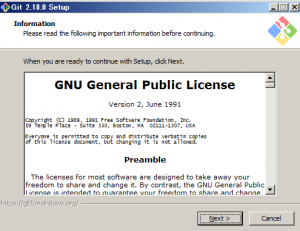 Git 2.18.0 Setup
Information
Please read the following important information before continuing.
When you are ready to continue with Setup, click Next.
GNU General Public License
Version 2, June 1991
Copyright (C) 1989, 1991 Free Software Foundation, Inc.
59 Temple Place - Suite 330, Boston, MA 02111-1307, USA
Everyone is permitted to copy and distribute verbatim copies
of this license document, but changing it is not allowed.
Preamble
The licenses for most software are designed to take away your
freedom to share and change it. By contrast, the GNU General Public
License is intended to guarantee your freedom to share and change
https://gitforwindows.org/
Next >
Cancel